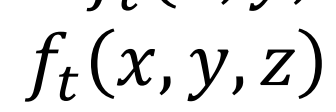 f_t(x, y, z)